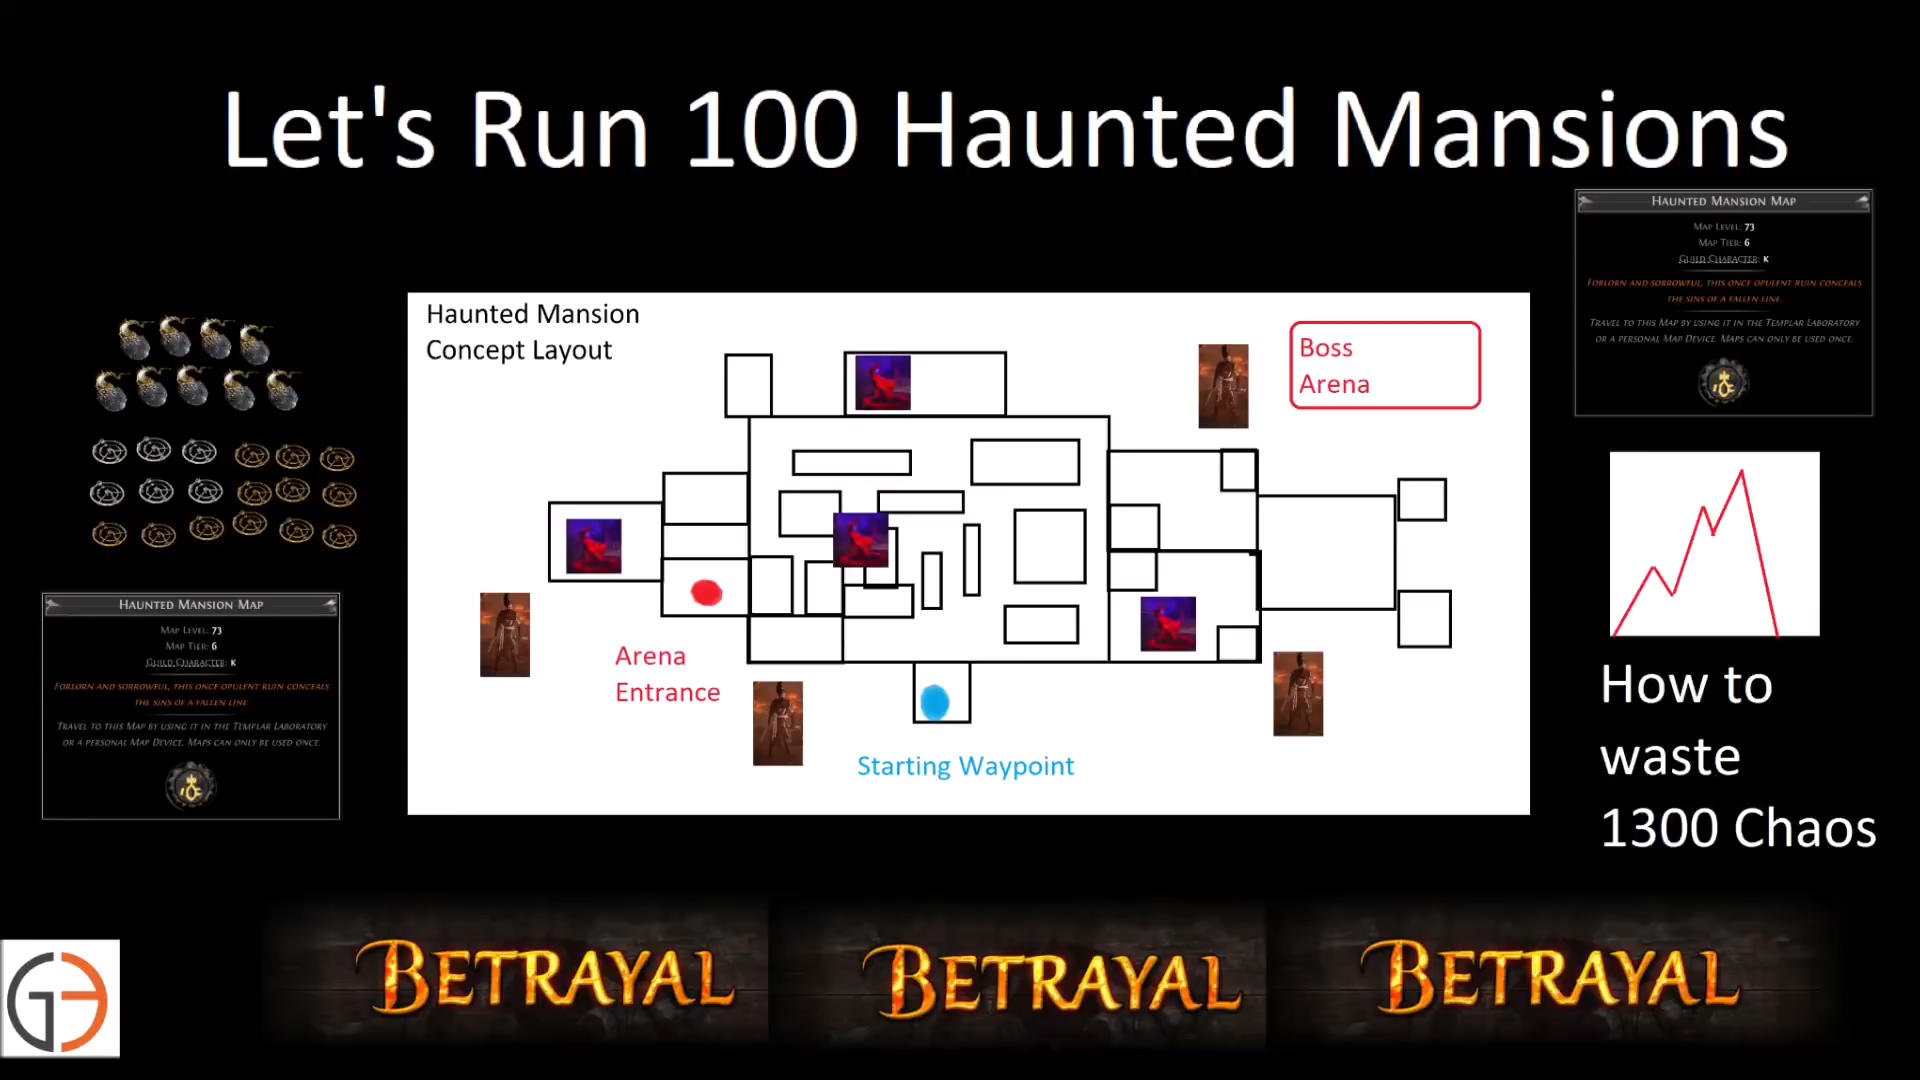 Let's Run 100 Haunted Mansions
HAUNTED MANSION MAP
MAP LEVEL: 73
MAP TIER: 6
GUILD CHARACTER: K
FORLORN AND SORROWFUL, THIS ONCE OPULENT RUIN CONCEALS
THE SINS OF A FALLEN LINE.
TRAVEL TO THIS MAP BY USING IT IN THE TEMPLAR LABORATORY
OR A PERSONAL MAP DEVICE. MAPS CAN ONLY BE USED ONCE.
Haunted Mansion
Concept Layout
Boss
Arena
Arena
Entrance
Starting Waypoint
HAUNTED MANSION MAP
MAP LEVEL: 73
MAP TIER: 6
GUILD CHARACTER: K
FORLORN AND SORROWFUL, THIS ONCE OPULENT RUIN CONCEALS
THE SINS OF A FALLEN LINE.
TRAVEL TO THIS MAP BY USING IT IN THE TEMPLAR LABORATORY
OR A PERSONAL MAP DEVICE. MAPS CAN ONLY BE USED ONCE.
How to
waste
1300 Chaos
BETRAYAL
BETRAYAL
BETRAYAL